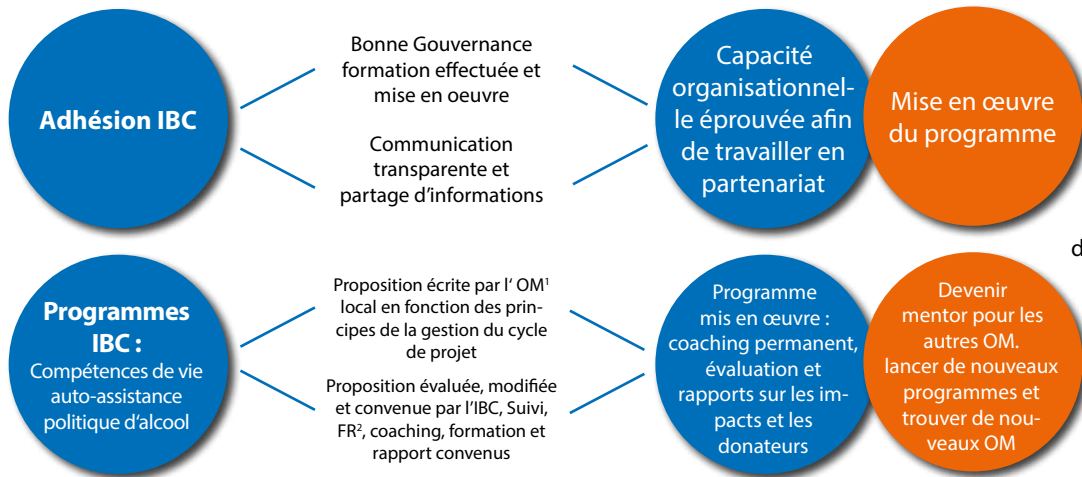 Adhésion IBC
Bonne Gouvernance
formation effectuée et
mise en oeuvre
Communication
transparente et
partage d'informations
Capacité
organisationnel-
le éprouvée afin
de travailler en
partenariat
Mise en œuvre
du programme
d
Programmes
IBC :
Compétences de vie
auto-assistance
politique d'alcool
Proposition écrite par l' OM¹
local en fonction des prin-
cipes de la gestion du cycle
de projet
Proposition évaluée, modifiée
et convenue par l'IBC, Suivi,
FR², coaching, formation et
rapport convenus
Programme
mis en œuvre :
coaching permanent,
évaluation et
rapports sur les im-
pacts et les
donateurs
Devenir
mentor pour les
autres OM.
lancer de nouveaux
programmes et
trouver de nou-
veaux OM